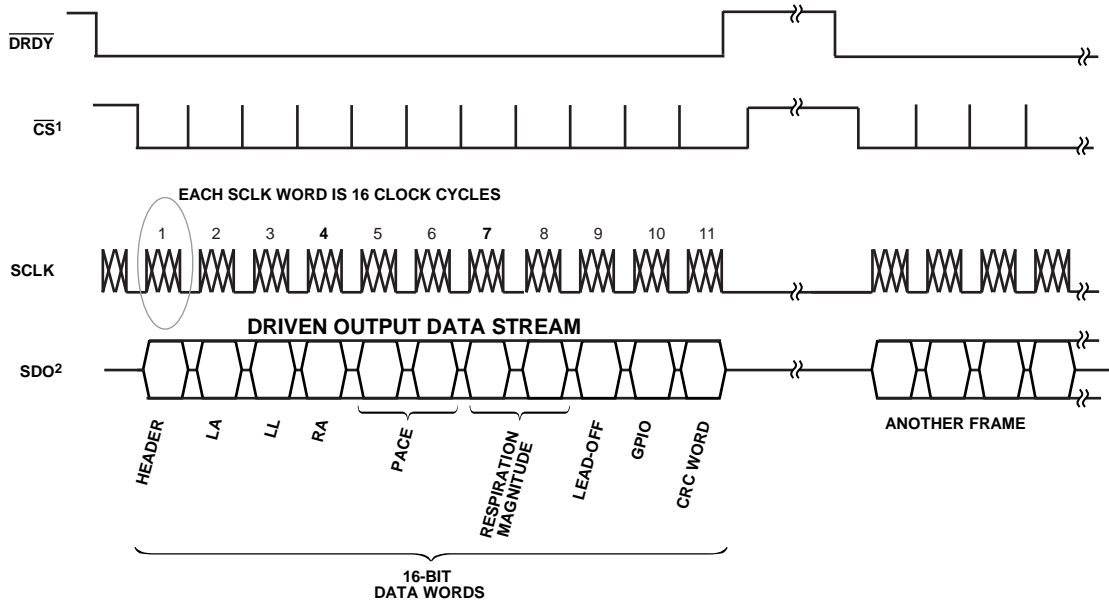 DRDY
CS1
EACH SCLK WORD IS 16 CLOCK CYCLES
1 2 3 4 5 6 7 8 9 10 11
SCLK
DRIVEN OUTPUT DATA STREAM
SDO2
HEADER
LA
LL
RA
PACE
RESPIRATION
MAGNITUDE
LEAD-OFF
GPIO
CRC WORD
ANOTHER FRAME
16-BIT
DATA WORDS